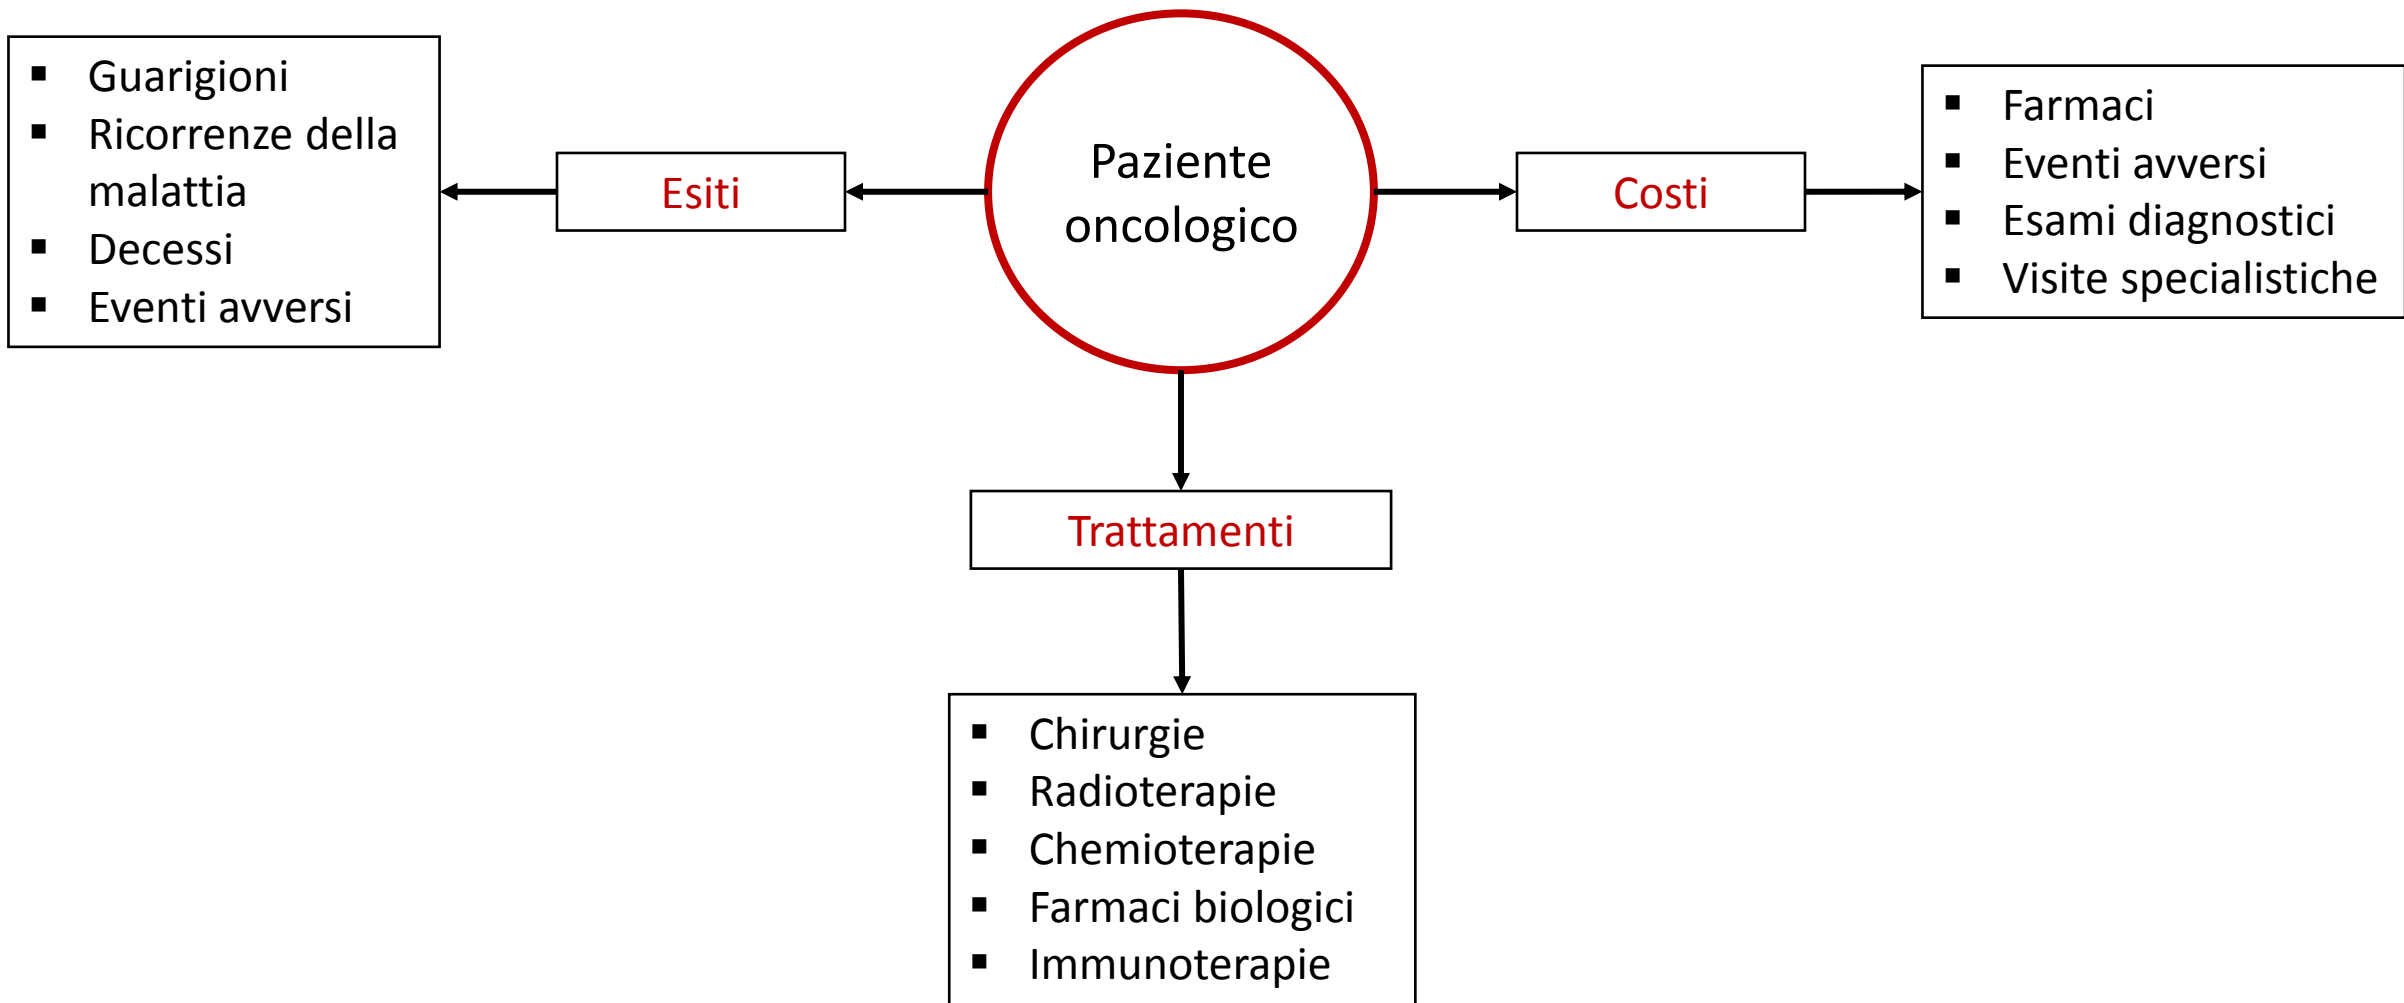 Guarigioni
Ricorrenze della
malattia
Decessi
Eventi avversi
Esiti
Paziente
oncologico
Costi
Farmaci
Eventi avversi
Esami diagnostici
Visite specialistiche
Trattamenti
Chirurgie
Radioterapie
Chemioterapie
Farmaci biologici
Immunoterapie